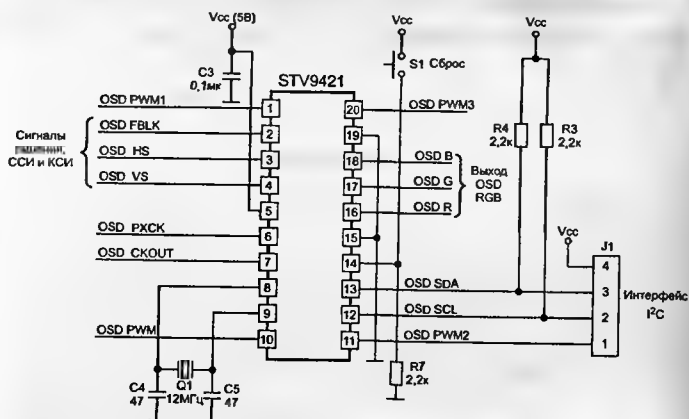 Vcc (5В)
C3
0,1мк
STV9421
Vcc
S1 Сброс
Vcc
R4
2,2к
R3
2,2к
OSD PWM1
1
20
OSD PWM3
Сигналы
ССИ и КСИ
OSD FBLK
2
19
OSD HS
3
18
OSD B
OSD VS
4
17
OSD G
5
16
OSD R
Выход
OSD
RGB
OSD PXCK
6
15
OSD CKOUT
7
14
8
13
OSD SDA
9
12
OSD SCL
OSD PWM
10
11
OSD PWM2
Vcc
J1
4
3
2
1
Интерфейс
I²C
C4
47
Q1
12МГц
C5
47
R7
2,2к